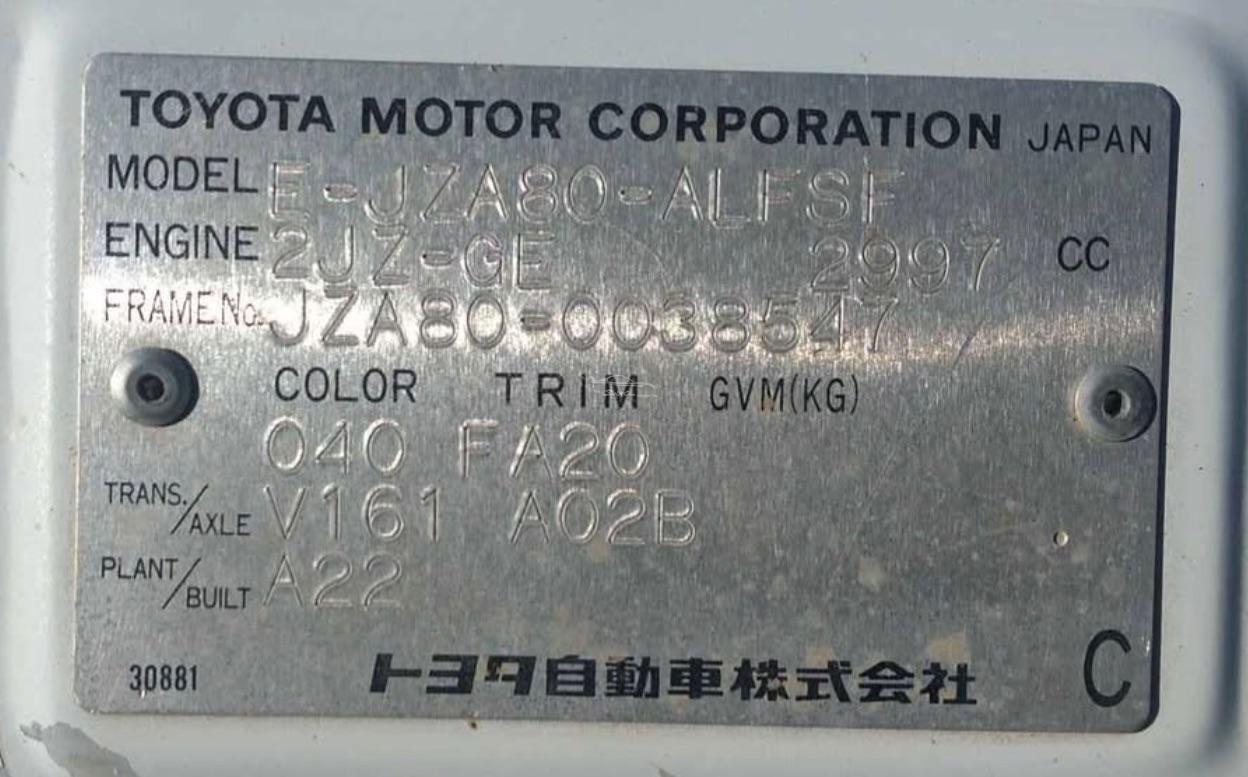 TOYOTA MOTOR CORPORATION JAPAN
MODEL E-JZA80-ALFSF
ENGINE 2JZ-GE 2997 CC
FRAME No. JZA80-0038547
COLOR TRIM GVM(KG)
040 FA20
TRANS./AXLE V161 A02B
PLANT/BUILT A22
30881 トヨタ自動車株式会社 C